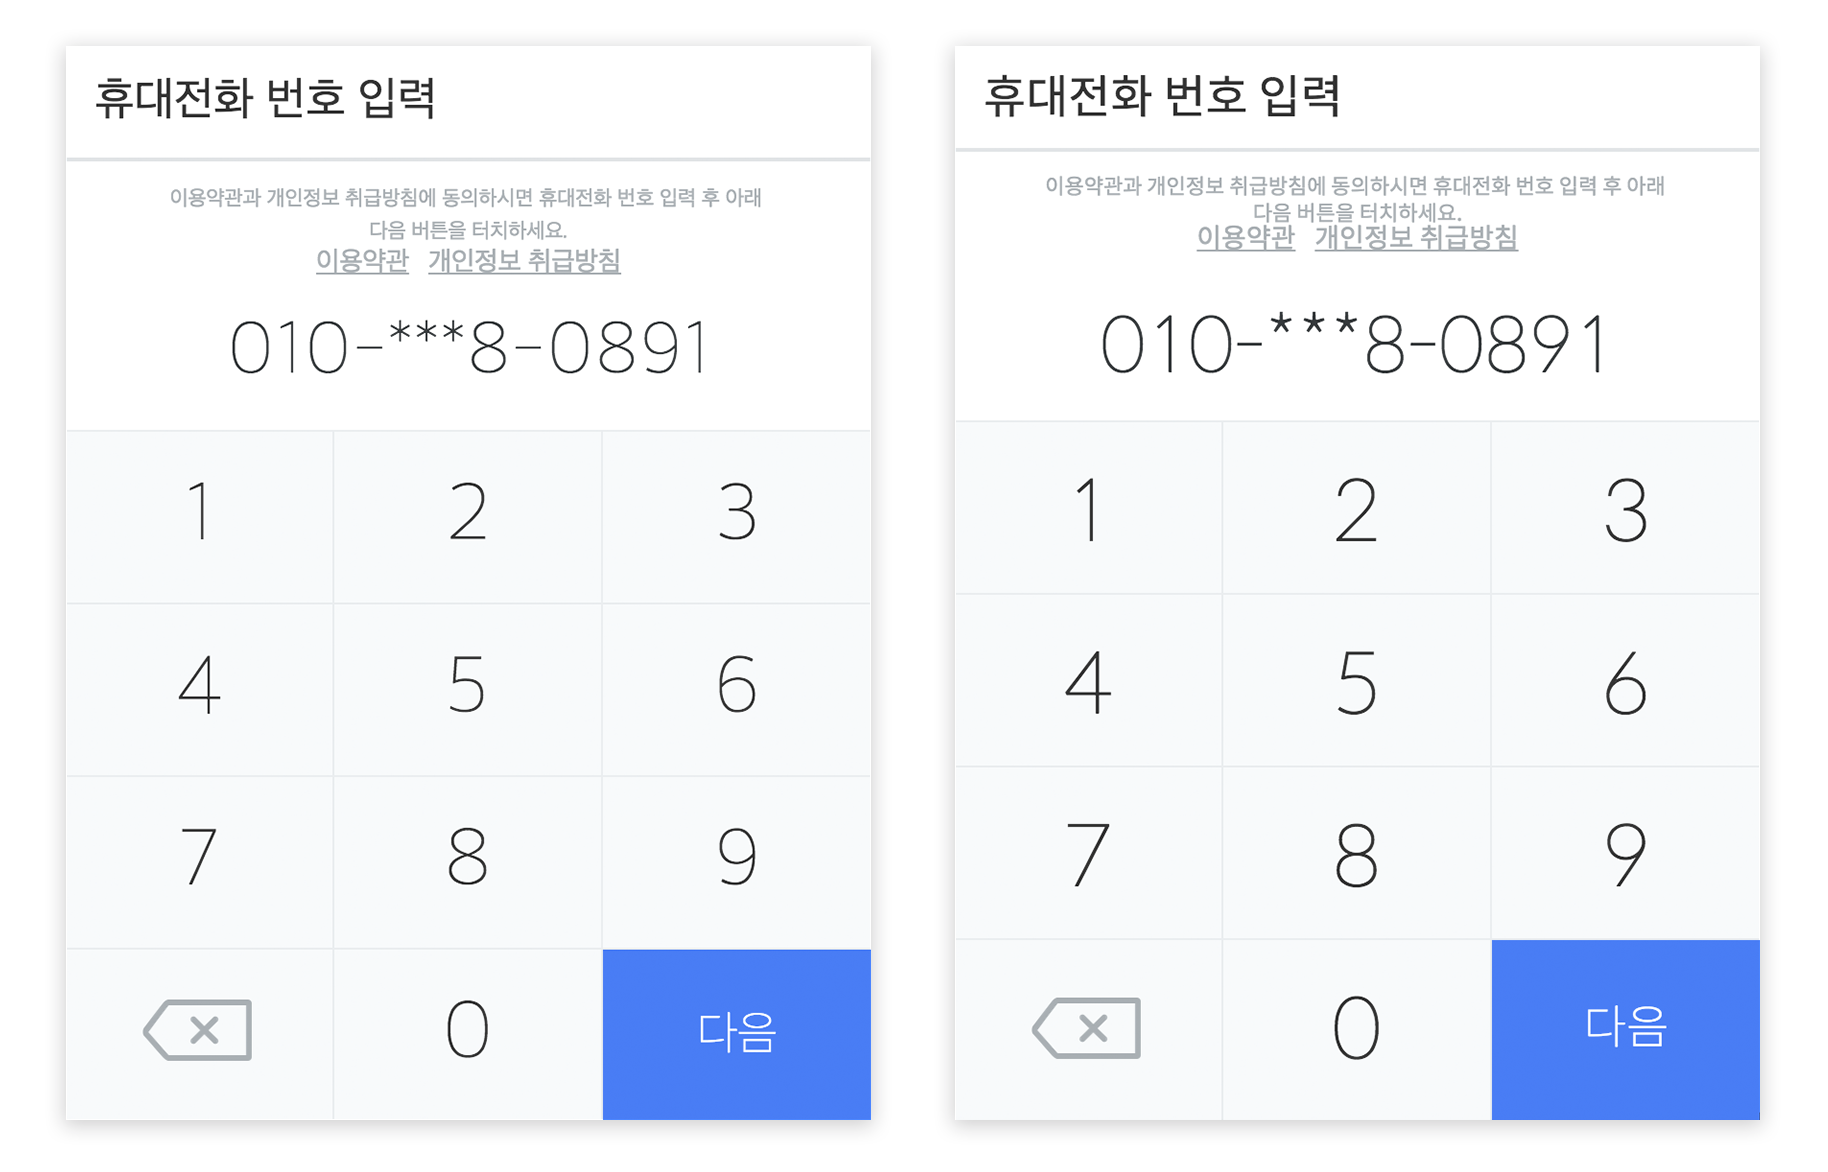 휴대전화 번호 입력
이용약관과 개인정보 취급방침에 동의하시면 휴대전화 번호 입력 후 아래
다음 버튼을 터치하세요.
이용약관 개인정보 취급방침
010-***8-0891
1 2 3
4 5 6
7 8 9
0 다음
휴대전화 번호 입력
이용약관과 개인정보 취급방침에 동의하시면 휴대전화 번호 입력 후 아래
다음 버튼을 터치하세요.
이용약관 개인정보 취급방침
010-***8-0891
1 2 3
4 5 6
7 8 9
0 다음